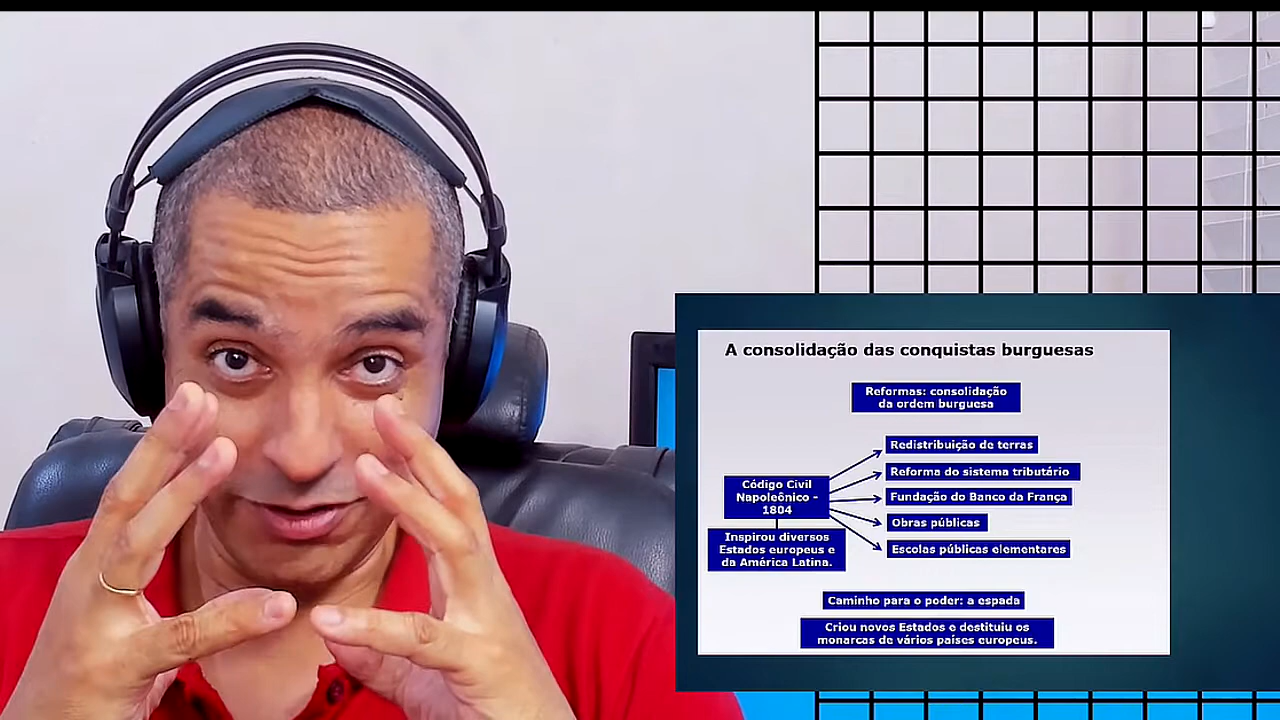 A consolidação das conquistas burguesas
Reformas: consolidação
da ordem burguesa
Redistribuição de terras
Reforma do sistema tributário
Código Civil
Napoleônico -
1804
Fundação do Banco da França
Obras públicas
Inspirou diversos
Estados europeus e
da América Latina.
Escolas públicas elementares
Caminho para o poder: a espada
Criou novos Estados e destituiu os
monarcas de vários países europeus.